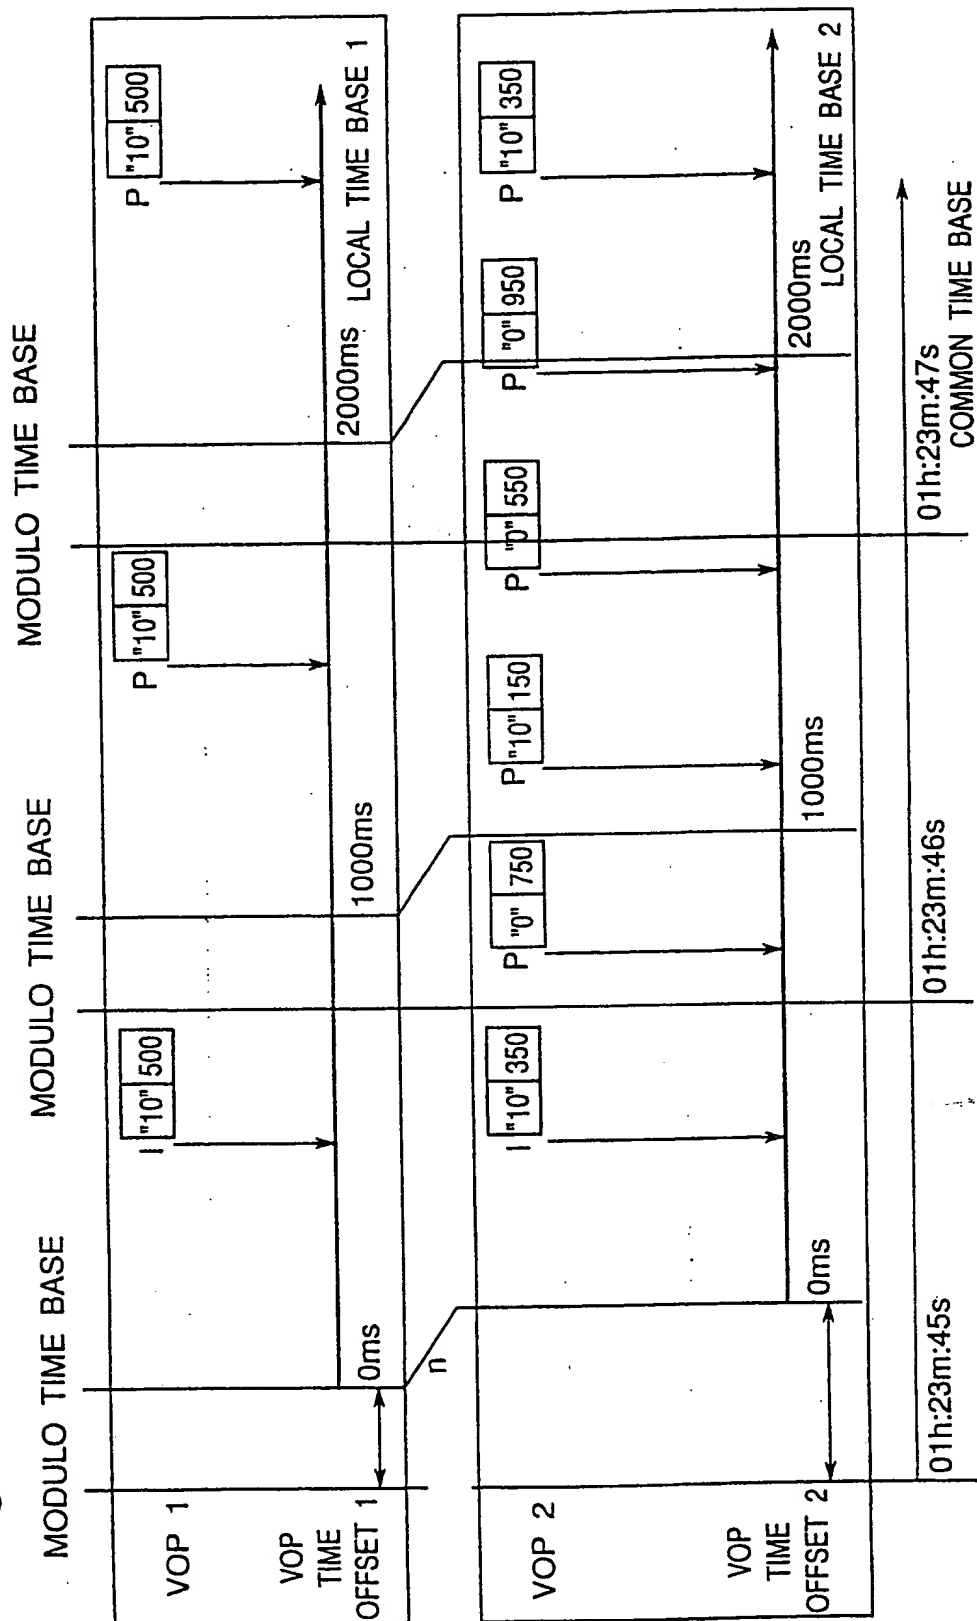 MODULO TIME BASE
MODULO TIME BASE
MODULO TIME BASE
VOP 1
I "10" 500
P "10" 500
P "10" 500
VOP
TIME
OFFSET 1
0ms
1000ms
2000ms
LOCAL TIME BASE 1
n
VOP 2
I "10" 350
P "0" 750
P "10" 150
P "0" 550
P "0" 950
P "10" 350
VOP
TIME
OFFSET 2
0ms
1000ms
2000ms
LOCAL TIME BASE 2
01h:23m:45s
01h:23m:46s
01h:23m:47s
COMMON TIME BASE